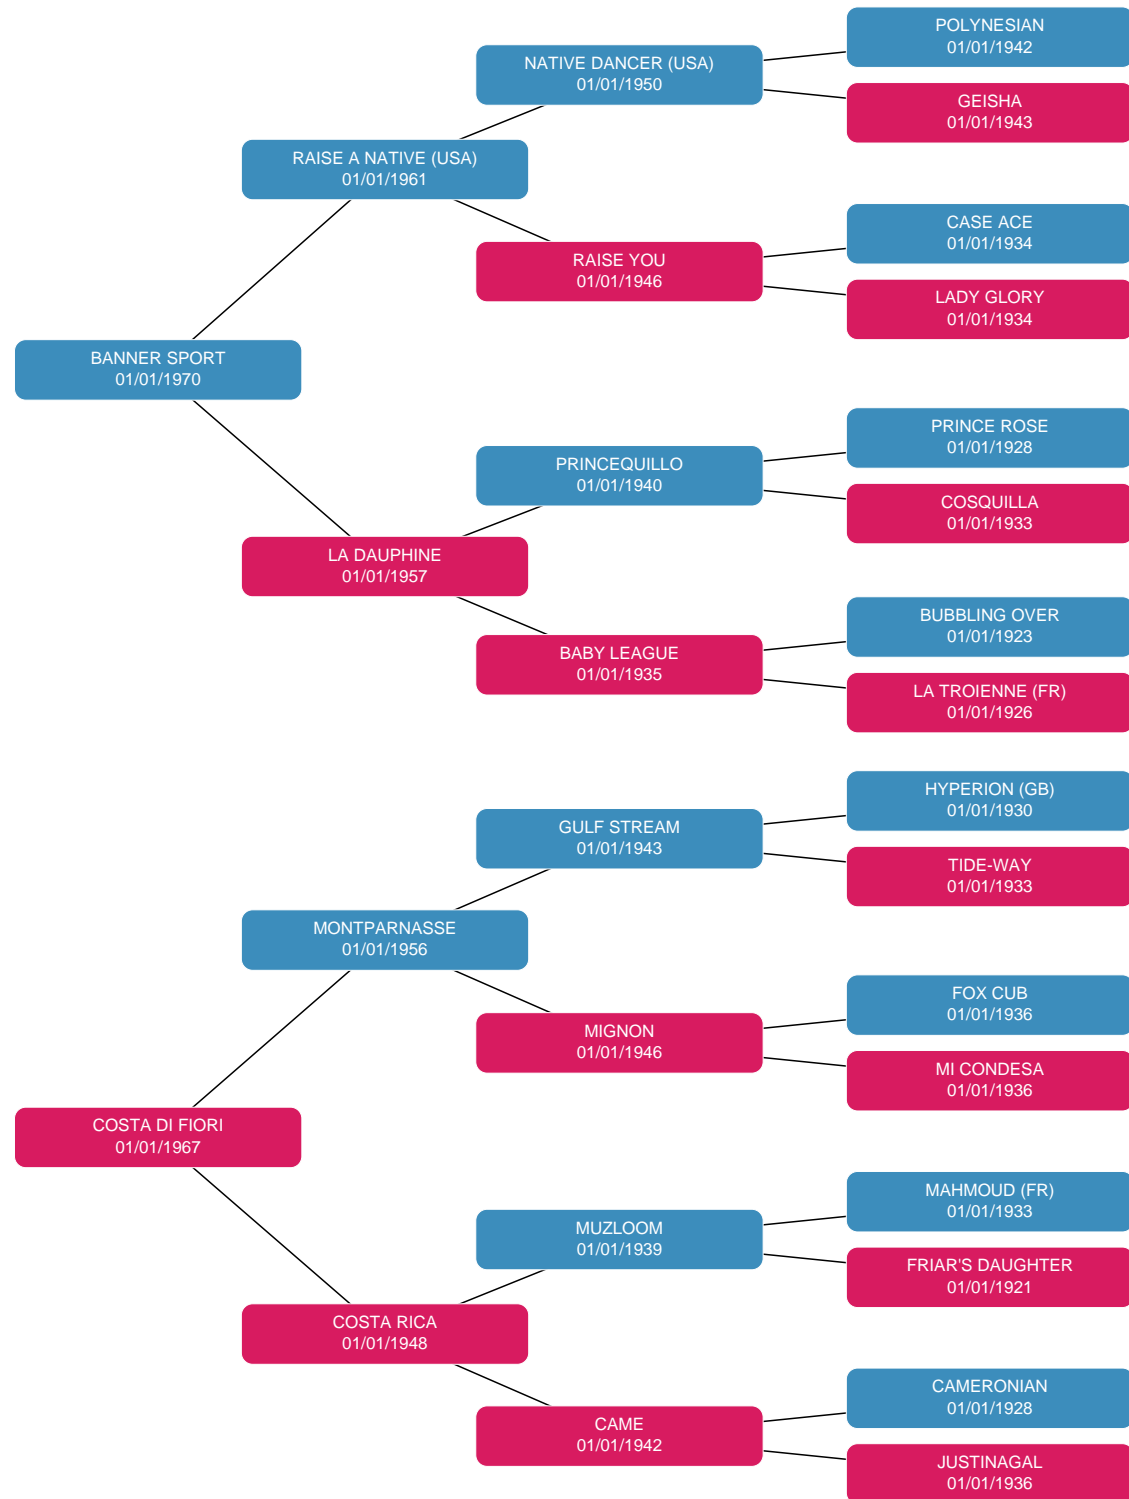 POLYNESIAN
01/01/1942
NATIVE DANCER (USA)
01/01/1950
GEISHA
01/01/1943
RAISE A NATIVE (USA)
01/01/1961
CASE ACE
01/01/1934
RAISE YOU
01/01/1946
LADY GLORY
01/01/1934
BANNER SPORT
01/01/1970
PRINCE ROSE
01/01/1928
PRINCEQUILLO
01/01/1940
COSQUILLA
01/01/1933
LA DAUPHINE
01/01/1957
BUBBLING OVER
01/01/1923
BABY LEAGUE
01/01/1935
LA TROIENNE (FR)
01/01/1926
HYPERION (GB)
01/01/1930
GULF STREAM
01/01/1943
TIDE-WAY
01/01/1933
MONTPARNASSE
01/01/1956
FOX CUB
01/01/1936
MIGNON
01/01/1946
MI CONDESA
01/01/1936
COSTA DI FIORI
01/01/1967
MAHMOUD (FR)
01/01/1933
MUZLOOM
01/01/1939
FRIAR'S DAUGHTER
01/01/1921
COSTA RICA
01/01/1948
CAMERONIAN
01/01/1928
CAME
01/01/1942
JUSTINAGAL
01/01/1936